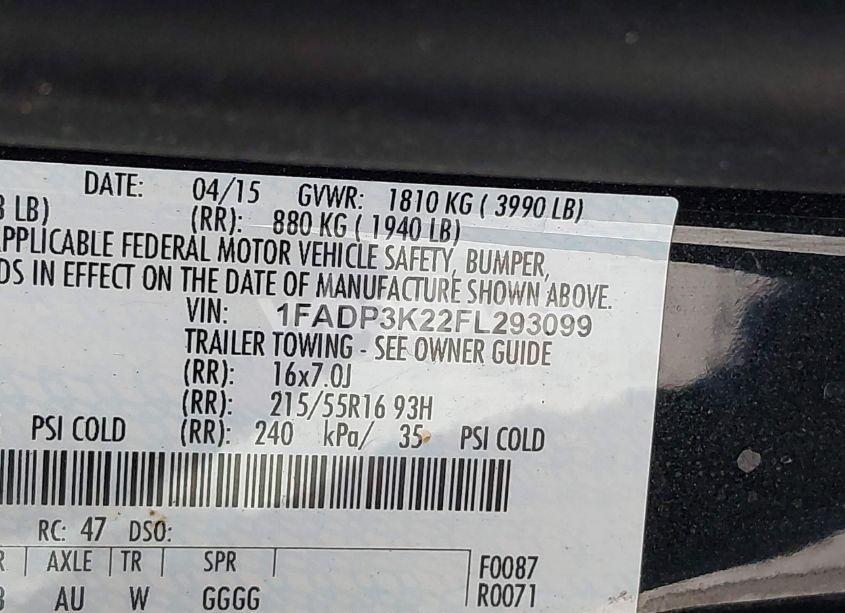 DATE: 04/15 GVWR: 1810 KG ( 3990 LB)
LB) (RR): 880 KG ( 1940 LB)
APPLICABLE FEDERAL MOTOR VEHICLE SAFETY, BUMPER,
IN EFFECT ON THE DATE OF MANUFACTURE SHOWN ABOVE.
VIN: 1FADP3K22FL293099
TRAILER TOWING - SEE OWNER GUIDE
(RR): 16x7.0J
(RR): 215/55R16 93H
PSI COLD (RR): 240 kPa/ 35 PSI COLD
RC: 47 DSO:
AXLE TR SPR F0087
AU W GGGG R0071